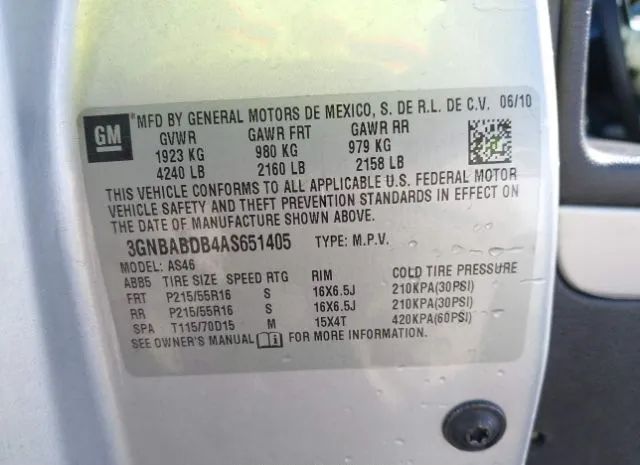 GM
MFD BY GENERAL MOTORS DE MEXICO, S. DE R.L. DE C.V. 06/10
GVWR GAWR FRT GAWR RR
1923 KG 980 KG 979 KG
4240 LB 2160 LB 2158 LB
THIS VEHICLE CONFORMS TO ALL APPLICABLE U.S. FEDERAL MOTOR
VEHICLE SAFETY AND THEFT PREVENTION STANDARDS IN EFFECT ON
THE DATE OF MANUFACTURE SHOWN ABOVE.
3GNBABDB4AS651405 TYPE: M.P.V.
MODEL: AS46
ABB5 TIRE SIZE SPEED RTG RIM COLD TIRE PRESSURE
FRT P215/55R16 S 16X6.5J 210KPA(30PSI)
RR P215/55R16 S 16X6.5J 210KPA(30PSI)
SPA T115/70D15 M 15X4T 420KPA(60PSI)
SEE OWNER'S MANUAL FOR MORE INFORMATION.